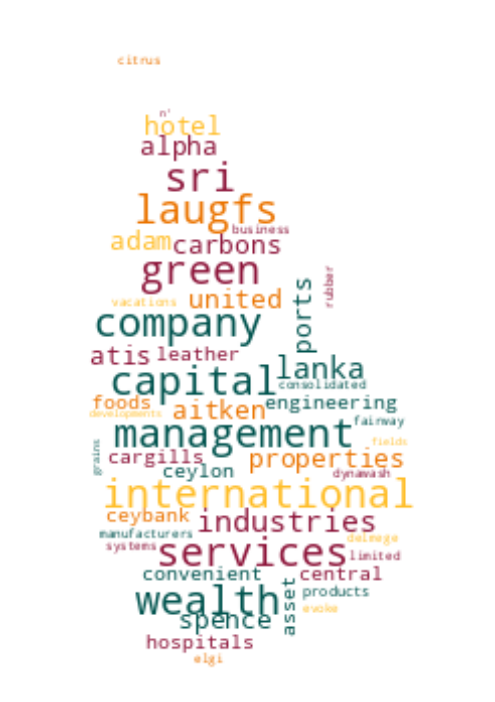 citrus
n'
hotel
alpha
sri
laugfs
business
adam carbons
green
rubber
vacations united
ports
company
atis leather
lanka
capital consolidated
foods aitken engineering
developments
fairway
management
fields
grains cargills ceylon properties
dynawash
international
ceybank industries
manufacturers
daimege
systems services limited
convenient central
wealth asset products
evoke
spence
hospitals
elgi